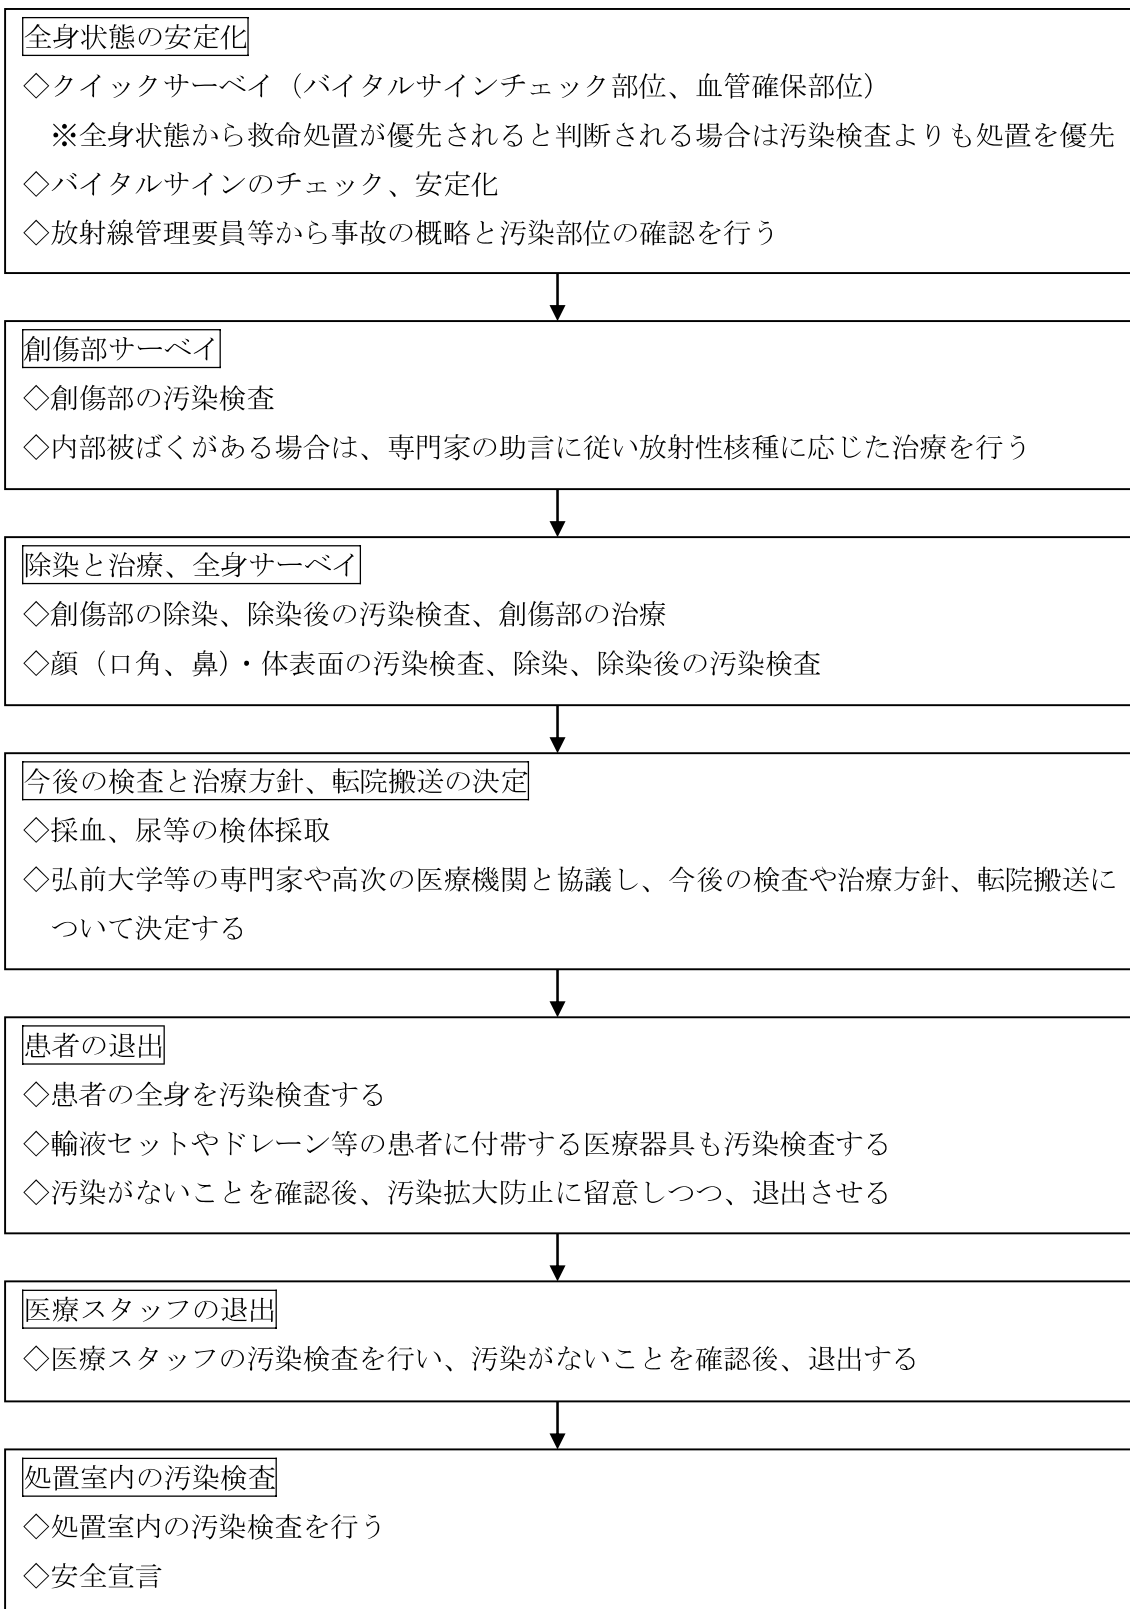 全身状態の安定化
◇クイックサーベイ（バイタルサインチェック部位、血管確保部位）
※全身状態から救命処置が優先されると判断される場合は汚染検査よりも処置を優先
◇バイタルサインのチェック、安定化
◇放射線管理要員等から事故の概略と汚染部位の確認を行う
創傷部サーベイ
◇創傷部の汚染検査
◇内部被ばくがある場合は、専門家の助言に従い放射性核種に応じた治療を行う
除染と治療、全身サーベイ
◇創傷部の除染、除染後の汚染検査、創傷部の治療
◇顔（口角、鼻）・体表面の汚染検査、除染、除染後の汚染検査
今後の検査と治療方針、転院搬送の決定
◇採血、尿等の検体採取
◇弘前大学等の専門家や高次の医療機関と協議し、今後の検査や治療方針、転院搬送に
ついて決定する
患者の退出
◇患者の全身を汚染検査する
◇輸液セットやドレーン等の患者に付帯する医療器具も汚染検査する
◇汚染がないことを確認後、汚染拡大防止に留意しつつ、退出させる
医療スタッフの退出
◇医療スタッフの汚染検査を行い、汚染がないことを確認後、退出する
処置室内の汚染検査
◇処置室内の汚染検査を行う
◇安全宣言